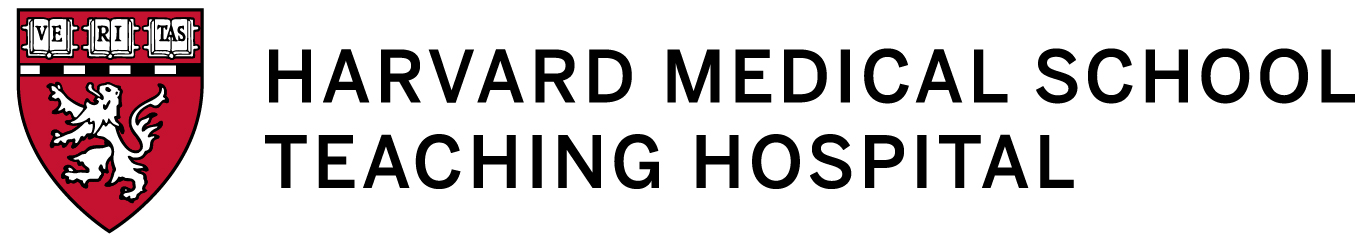 VE RI TAS
HARVARD MEDICAL SCHOOL
TEACHING HOSPITAL